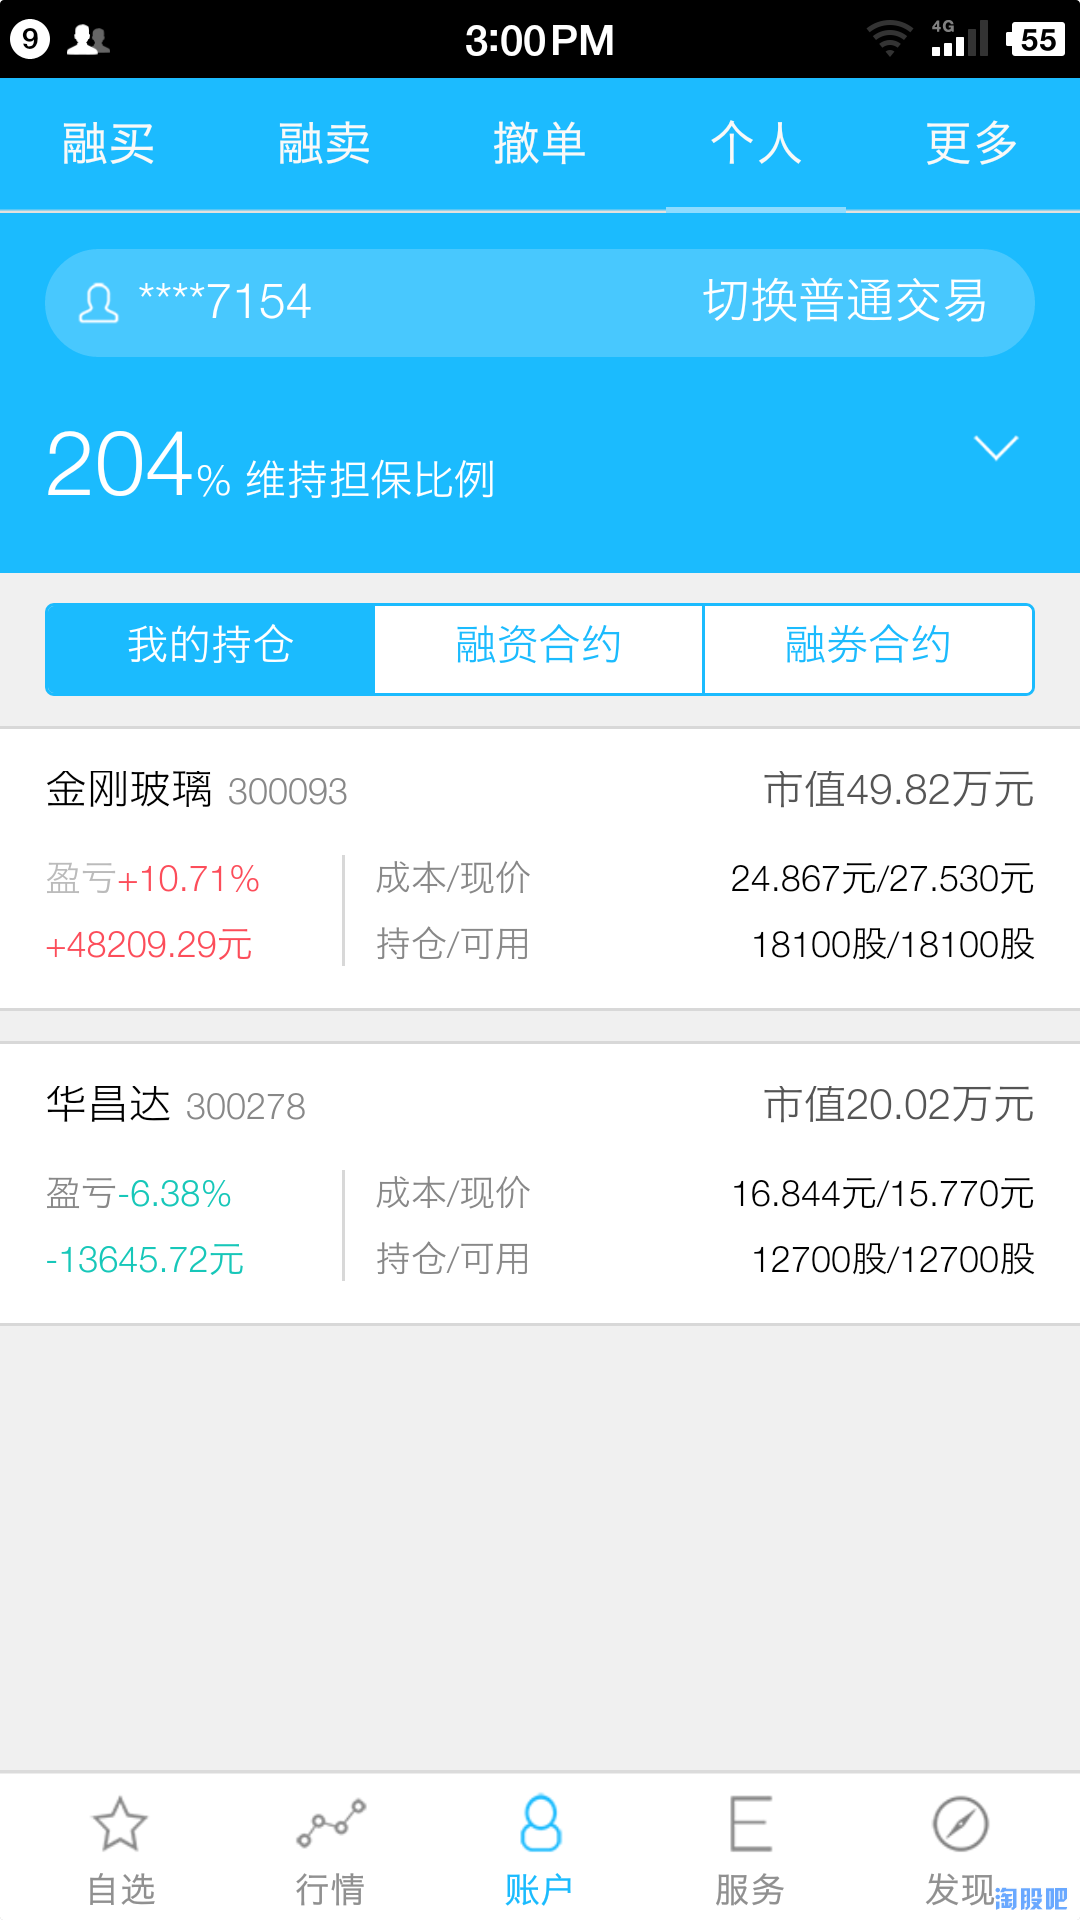 9 3:00PM 4G 55
融买 融卖 撤单 个人 更多
****7154 切换普通交易
204% 维持担保比例
我的持仓 融资合约 融券合约
金刚玻璃 300093 市值49.82万元
盈亏+10.71% 成本/现价 24.867元/27.530元
+48209.29元 持仓/可用 18100股/18100股
华昌达 300278 市值20.02万元
盈亏-6.38% 成本/现价 16.844元/15.770元
-13645.72元 持仓/可用 12700股/12700股
自选 行情 账户 服务 发现
淘股吧